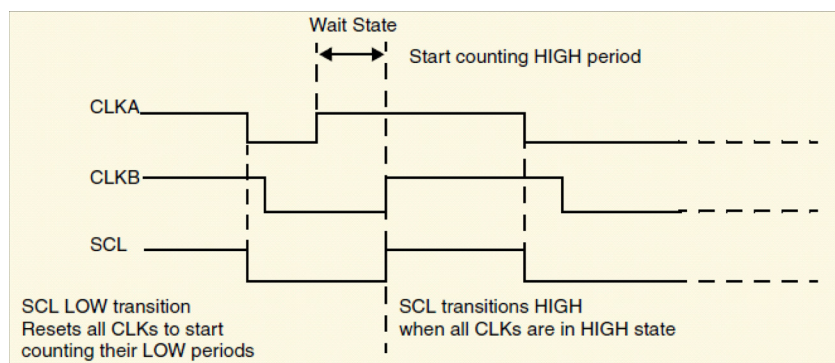 Wait State
Start counting HIGH period
CLKA
CLKB
SCL
SCL LOW transition
Resets all CLKs to start
counting their LOW periods
SCL transitions HIGH
when all CLKs are in HIGH state